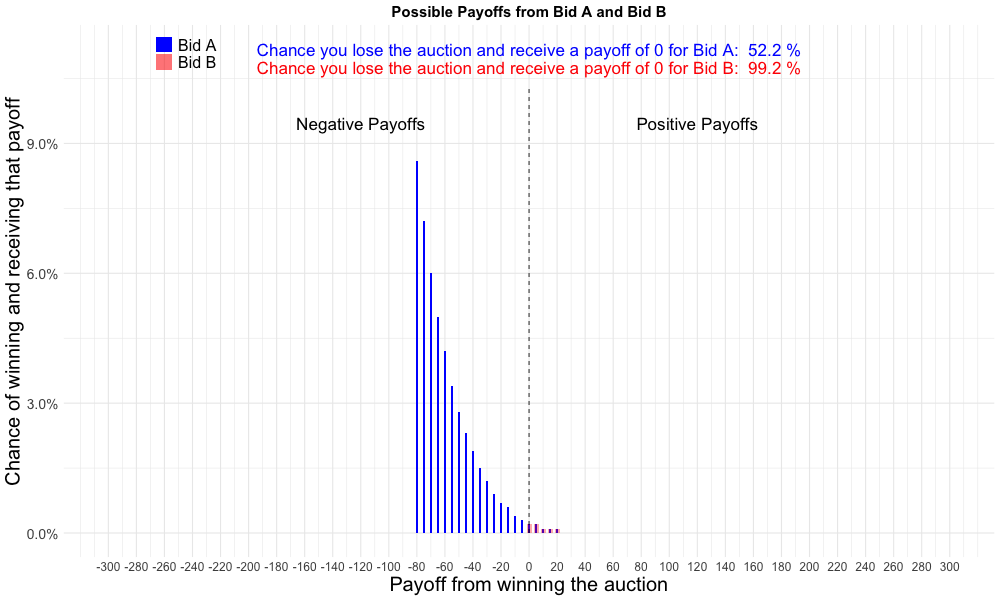 Possible Payoffs from Bid A and Bid B
Bid A
Bid B
Chance you lose the auction and receive a payoff of 0 for Bid A: 52.2 %
Chance you lose the auction and receive a payoff of 0 for Bid B: 99.2 %
Negative Payoffs
Positive Payoffs
Chance of winning and receiving that payoff
9.0%
6.0%
3.0%
0.0%
-300 -280 -260 -240 -220 -200 -180 -160 -140 -120 -100 -80 -60 -40 -20 0 20 40 60 80 100 120 140 160 180 200 220 240 260 280 300
Payoff from winning the auction